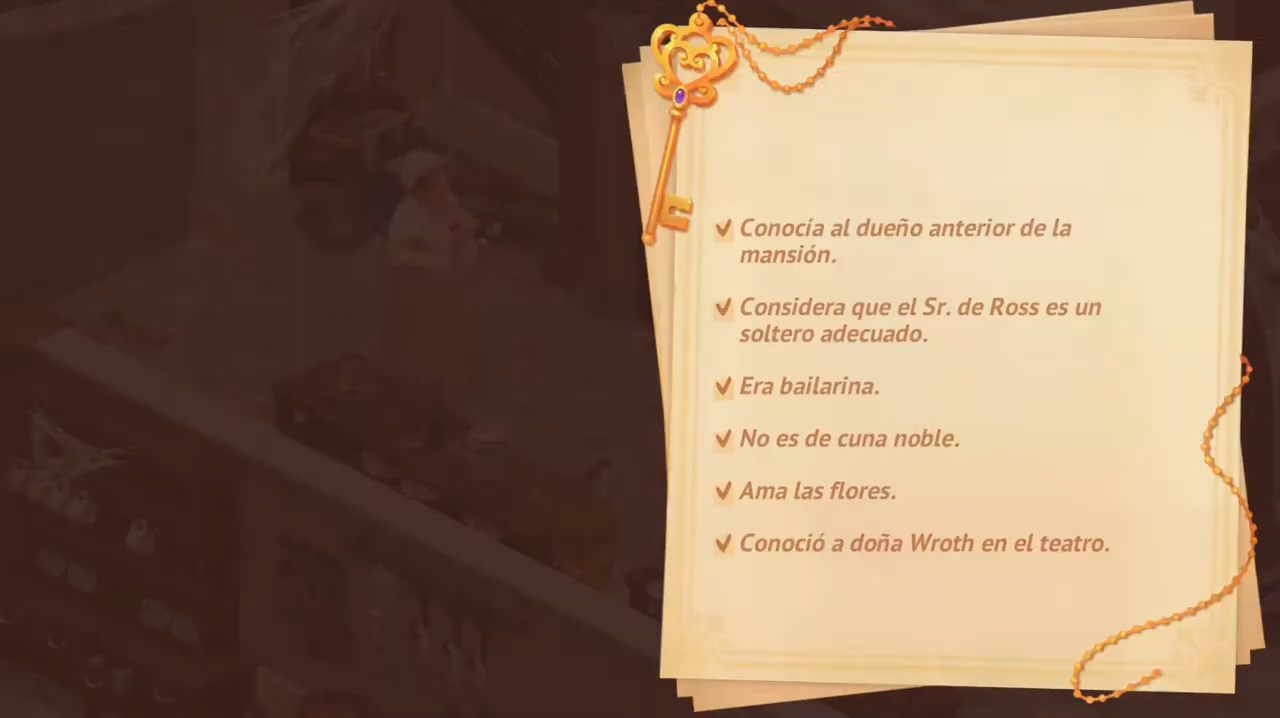 Conocía al dueño anterior de la
mansión.
Considera que el Sr. de Ross es un
soltero adecuado.
Era bailarina.
No es de cuna noble.
Ama las flores.
Conoció a doña Wroth en el teatro.